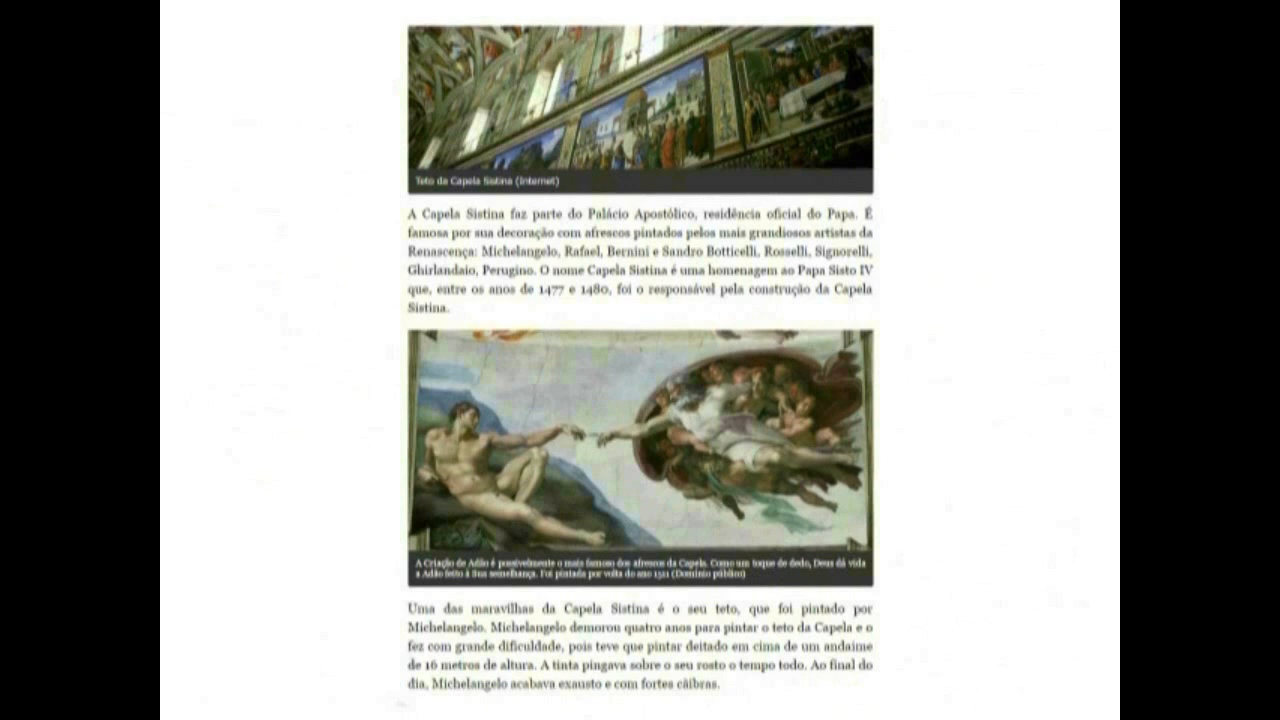 Teto da Capela Sistina (Internet)
A Capela Sistina faz parte do Palácio Apostólico, residência oficial do Papa. É
famosa por sua decoração com afrescos pintados pelos mais grandiosos artistas da
Renascença: Michelangelo, Rafael, Bernini e Sandro Botticelli, Rosselli, Signorelli,
Ghirlandaio, Perugino. O nome Capela Sistina é uma homenagem ao Papa Sisto IV
que, entre os anos de 1477 e 1480, foi o responsável pela construção da Capela
Sistina.
A Criação de Adão é possivelmente o mais famoso dos afrescos da Capela. Como um toque de dedo, Deus dá vida
a Adão feito à Sua semelhança. Foi pintada por volta do ano 1511 (Domínio público)
Uma das maravilhas da Capela Sistina é o seu teto, que foi pintado por
Michelangelo. Michelangelo demorou quatro anos para pintar o teto da Capela e o
fez com grande dificuldade, pois teve que pintar deitado em cima de um andaime
de 16 metros de altura. A tinta pingava sobre o seu rosto o tempo todo. Ao final do
dia, Michelangelo acabava exausto e com fortes cãibras.